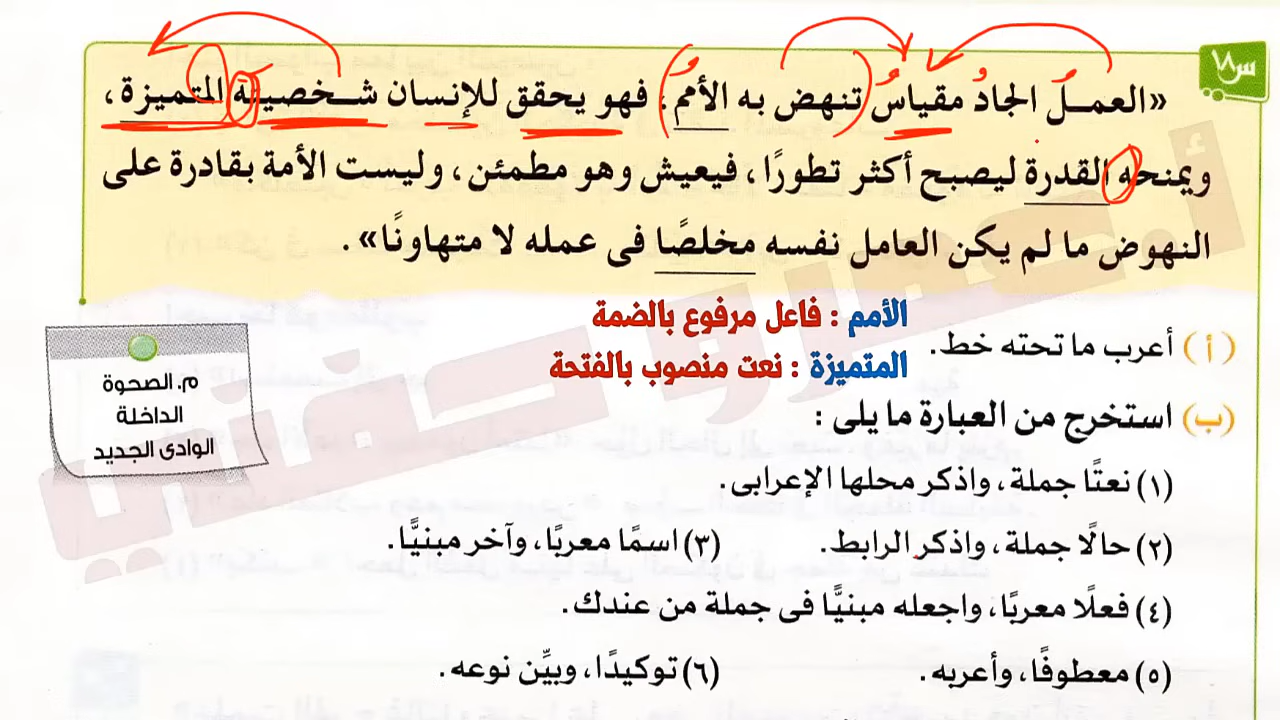 س١٨
«العمـلُ الجادُ مقياسُ تنهض به الأممُ، فهو يحقق للإنسان شـخصيـةَ المتميزة،
ويمنحه القدرة ليصبح أكثر تطورًا، فيعيش وهو مطمئن، وليست الأمة بقادرة على
النهوض ما لم يكن العامل نفسه مخلصًا فى عمله لا متهاونًا».
الأمم : فاعل مرفوع بالضمة
(أ) أعرب ما تحته خط.
المتميزة : نعت منصوب بالفتحة
م. الصحوة
الداخلة
الوادى الجديد
(ب) استخرج من العبارة ما يلى :
(١) نعتًا جملة، واذكر محلها الإعرابى.
(٢) حالًا جملة، واذكر الرابط. (٣) اسمًا معربًا، وآخر مبنيًّا.
(٤) فعلًا معربًا، واجعله مبنيًّا فى جملة من عندك.
(٥) معطوفًا، وأعربه. (٦) توكيدًا، وبيِّن نوعه.
أ عمرو حفني